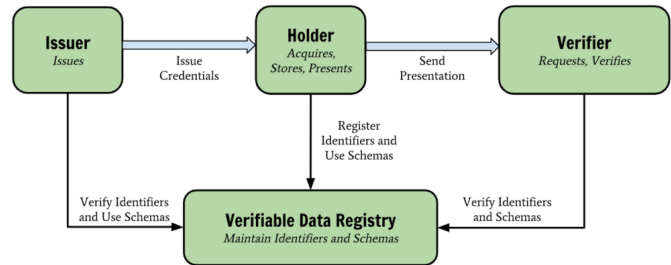 Issuer
Issues
Issue
Credentials
Holder
Acquires,
Stores, Presents
Send
Presentation
Verifier
Requests, Verifies
Register
Identifiers and
Use Schemas
Verify Identifiers
and Use Schemas
Verifiable Data Registry
Maintain Identifiers and Schemas
Verify Identifiers
and Schemas